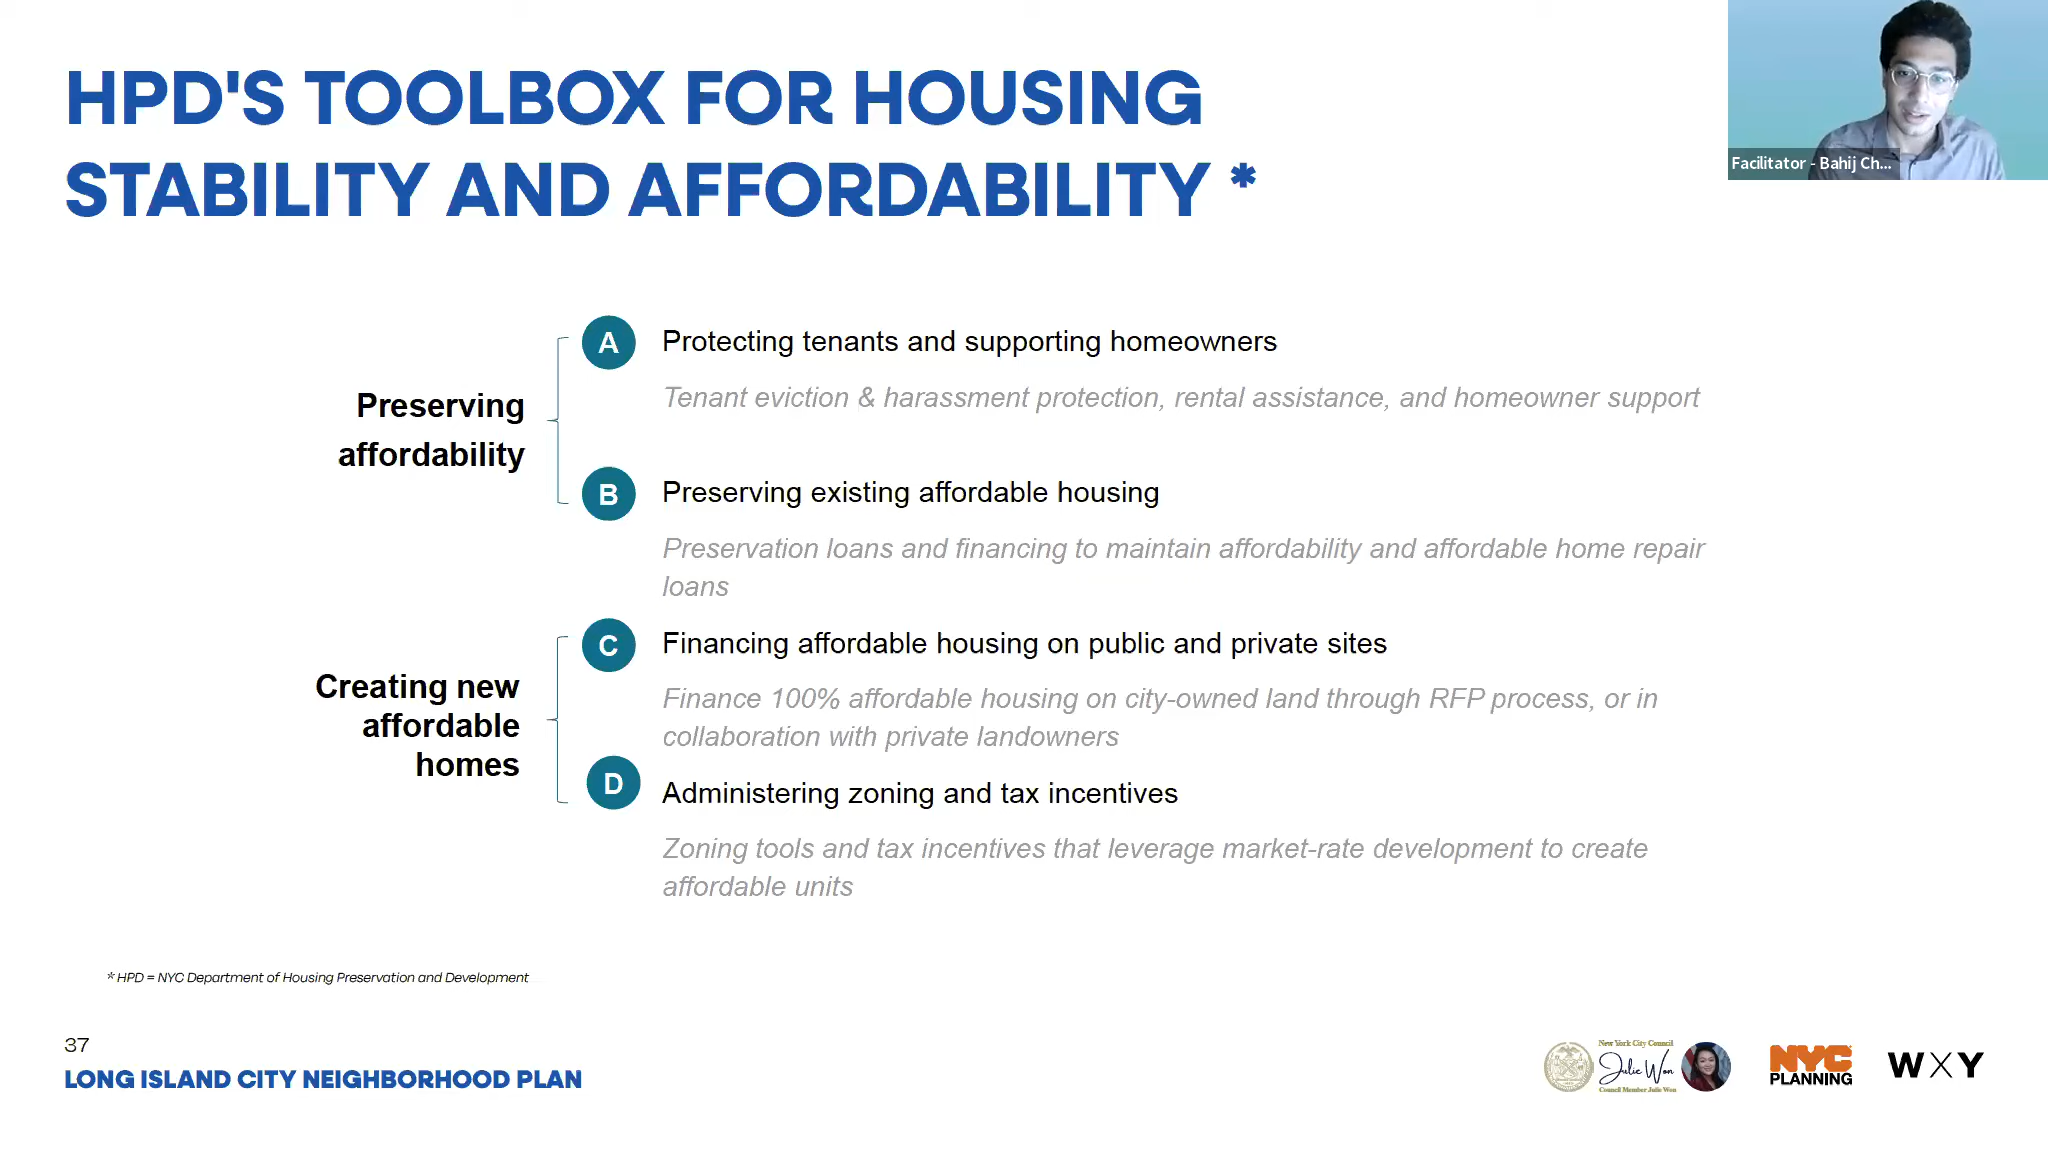 HPD'S TOOLBOX FOR HOUSING
STABILITY AND AFFORDABILITY *
Facilitator - Bahij Ch...
Preserving
affordability
A
Protecting tenants and supporting homeowners
Tenant eviction & harassment protection, rental assistance, and homeowner support
B
Preserving existing affordable housing
Preservation loans and financing to maintain affordability and affordable home repair
loans
Creating new
affordable
homes
C
Financing affordable housing on public and private sites
Finance 100% affordable housing on city-owned land through RFP process, or in
collaboration with private landowners
D
Administering zoning and tax incentives
Zoning tools and tax incentives that leverage market-rate development to create
affordable units
* HPD = NYC Department of Housing Preservation and Development
37
LONG ISLAND CITY NEIGHBORHOOD PLAN
New York City Council
Julie Won
Council Member Julie Won
NYC
PLANNING
WXY